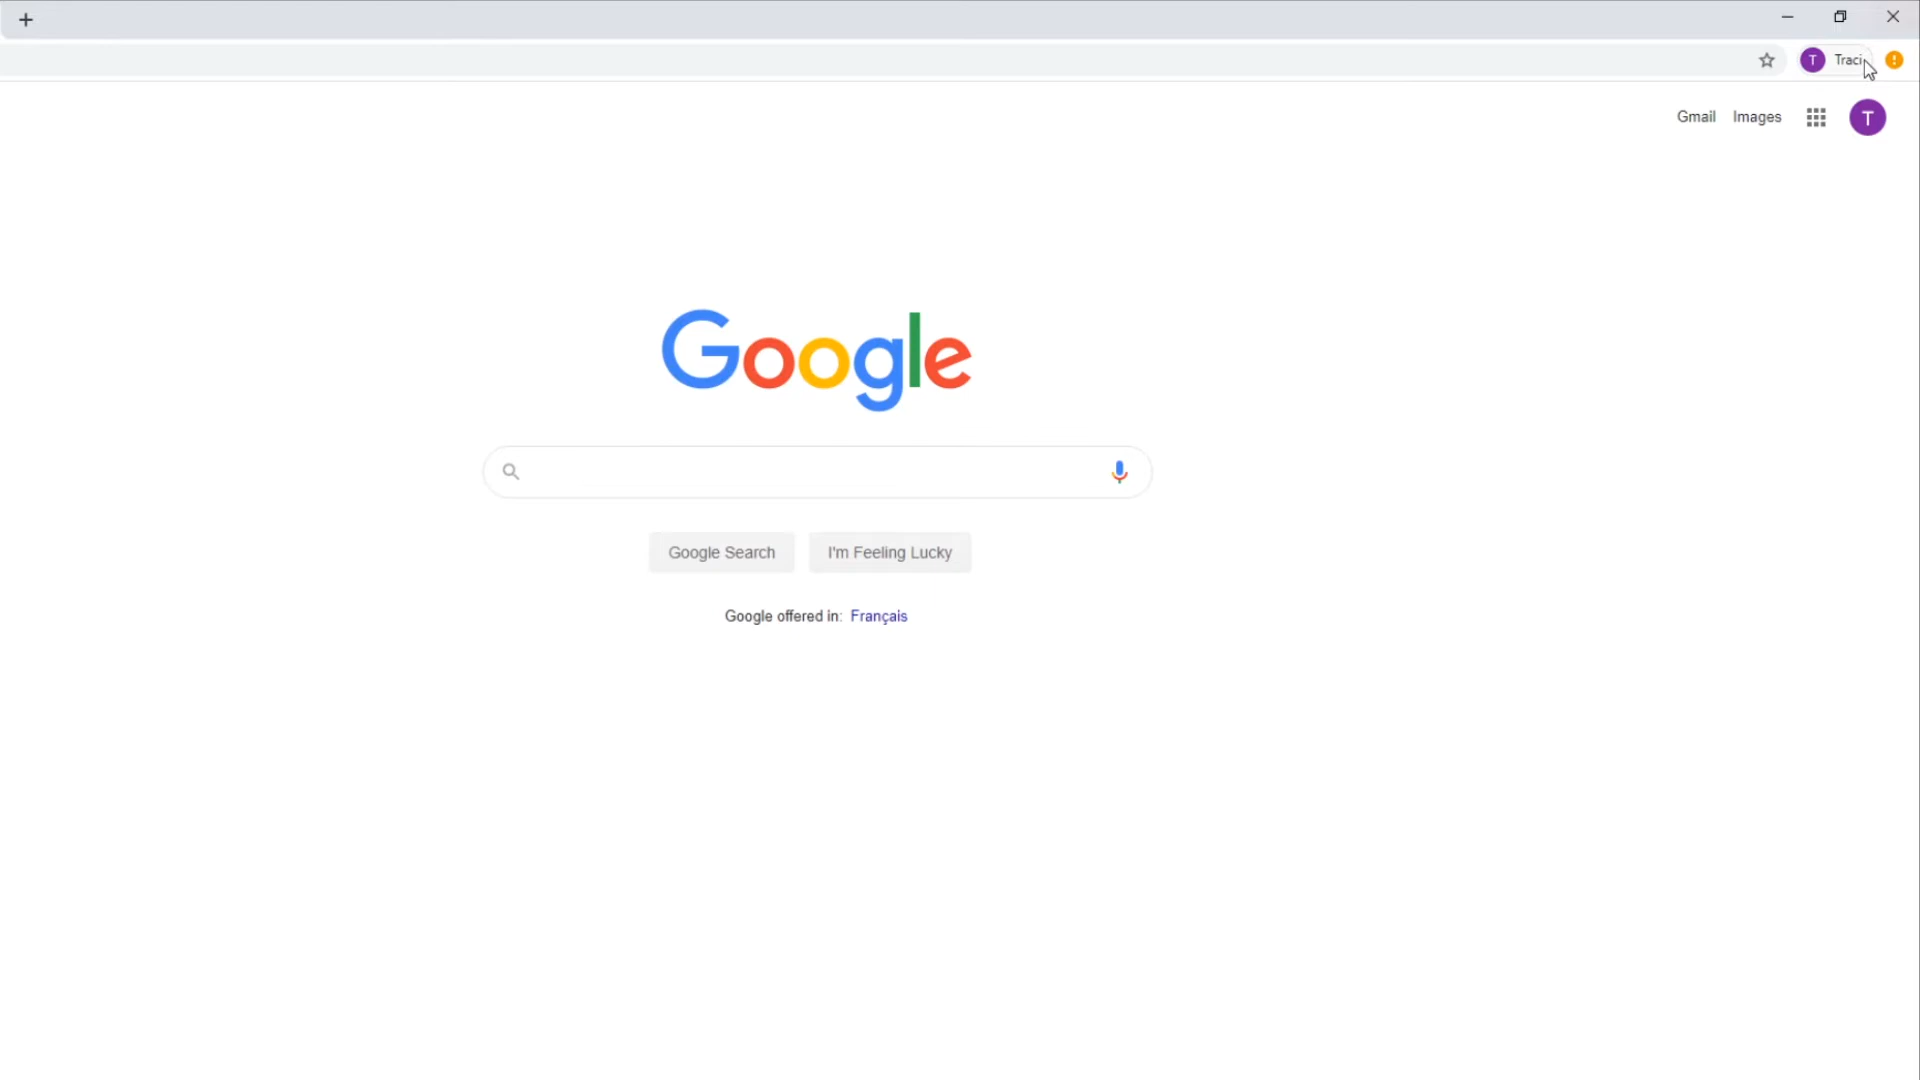 T Traci
Gmail Images T
Google
Google Search I'm Feeling Lucky
Google offered in: Français